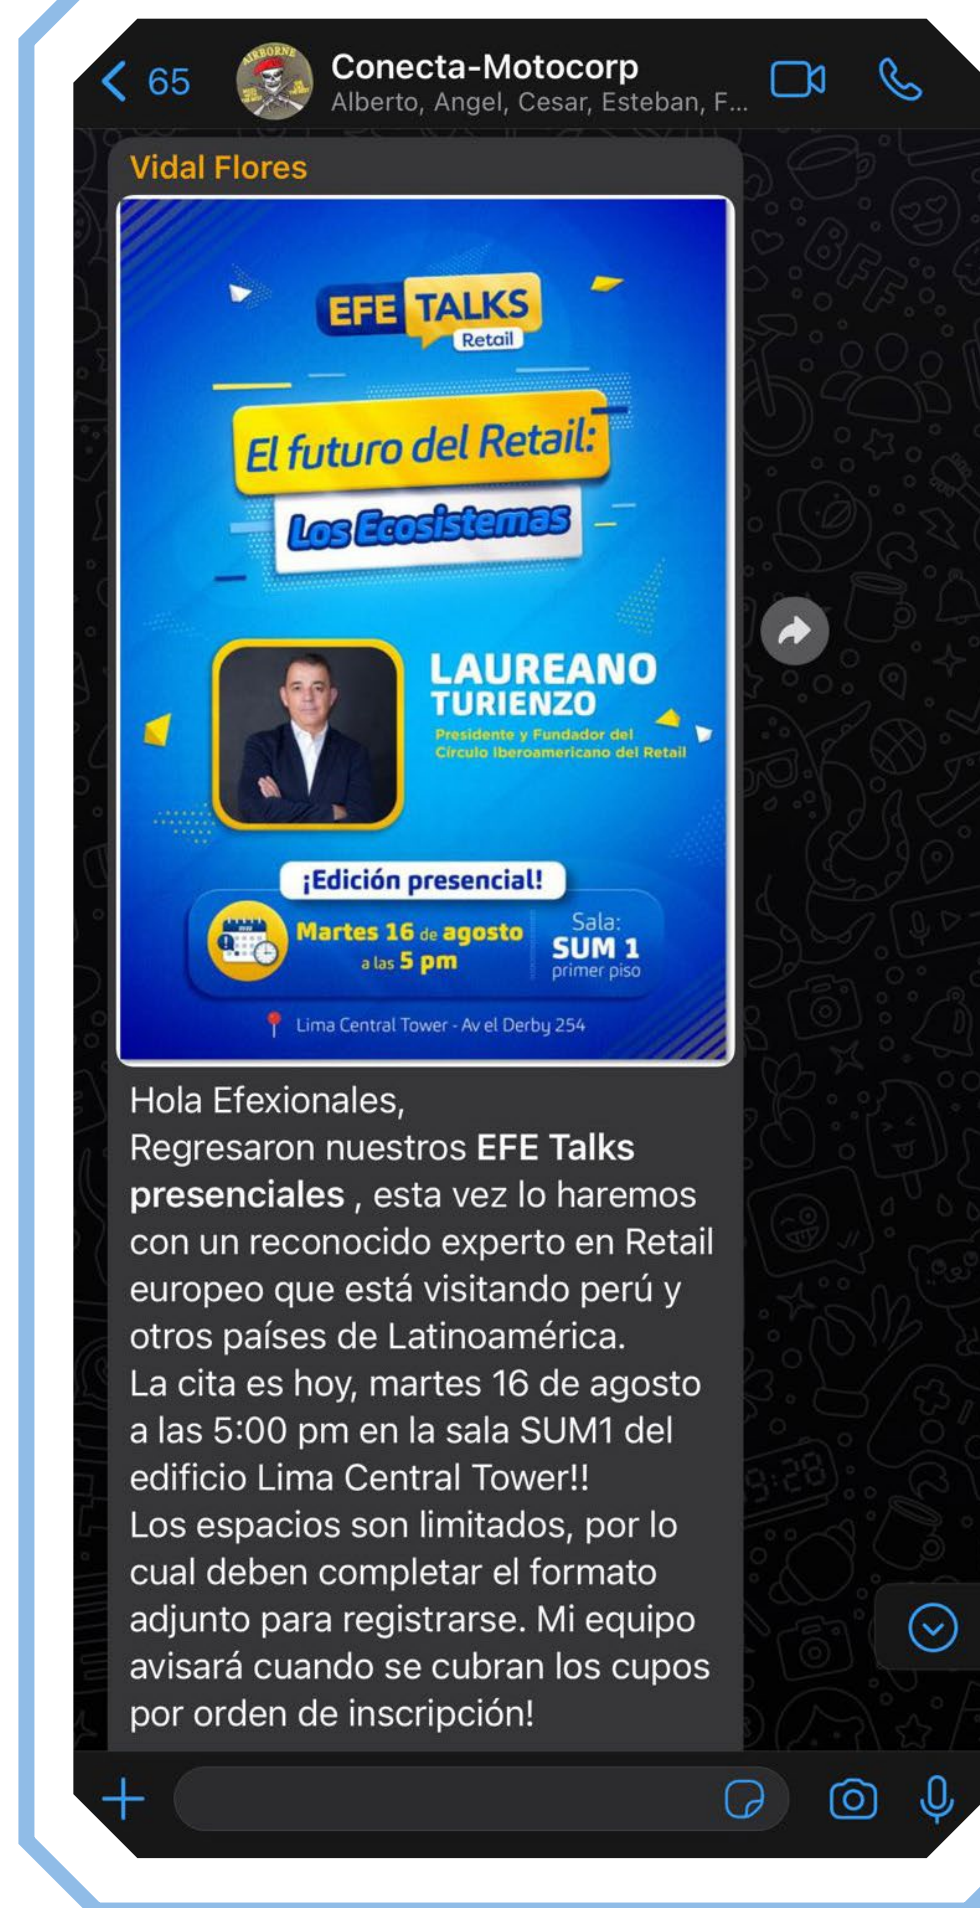 65
AIRBORNE
Conecta-Motocorp
Alberto, Angel, Cesar, Esteban, F...
Vidal Flores
EFE TALKS
Retail
El futuro del Retail:
Los Ecosistemas
LAUREANO
TURIENZO
Presidente y Fundador del
Círculo Iberoamericano del Retail
¡Edición presencial!
Martes 16 de agosto
a las 5 pm
Sala:
SUM 1
primer piso
Lima Central Tower - Av el Derby 254
Hola Efexionales,
Regresaron nuestros EFE Talks
presenciales , esta vez lo haremos
con un reconocido experto en Retail
europeo que está visitando perú y
otros países de Latinoamérica.
La cita es hoy, martes 16 de agosto
a las 5:00 pm en la sala SUM1 del
edificio Lima Central Tower!!
Los espacios son limitados, por lo
cual deben completar el formato
adjunto para registrarse. Mi equipo
avisará cuando se cubran los cupos
por orden de inscripción!